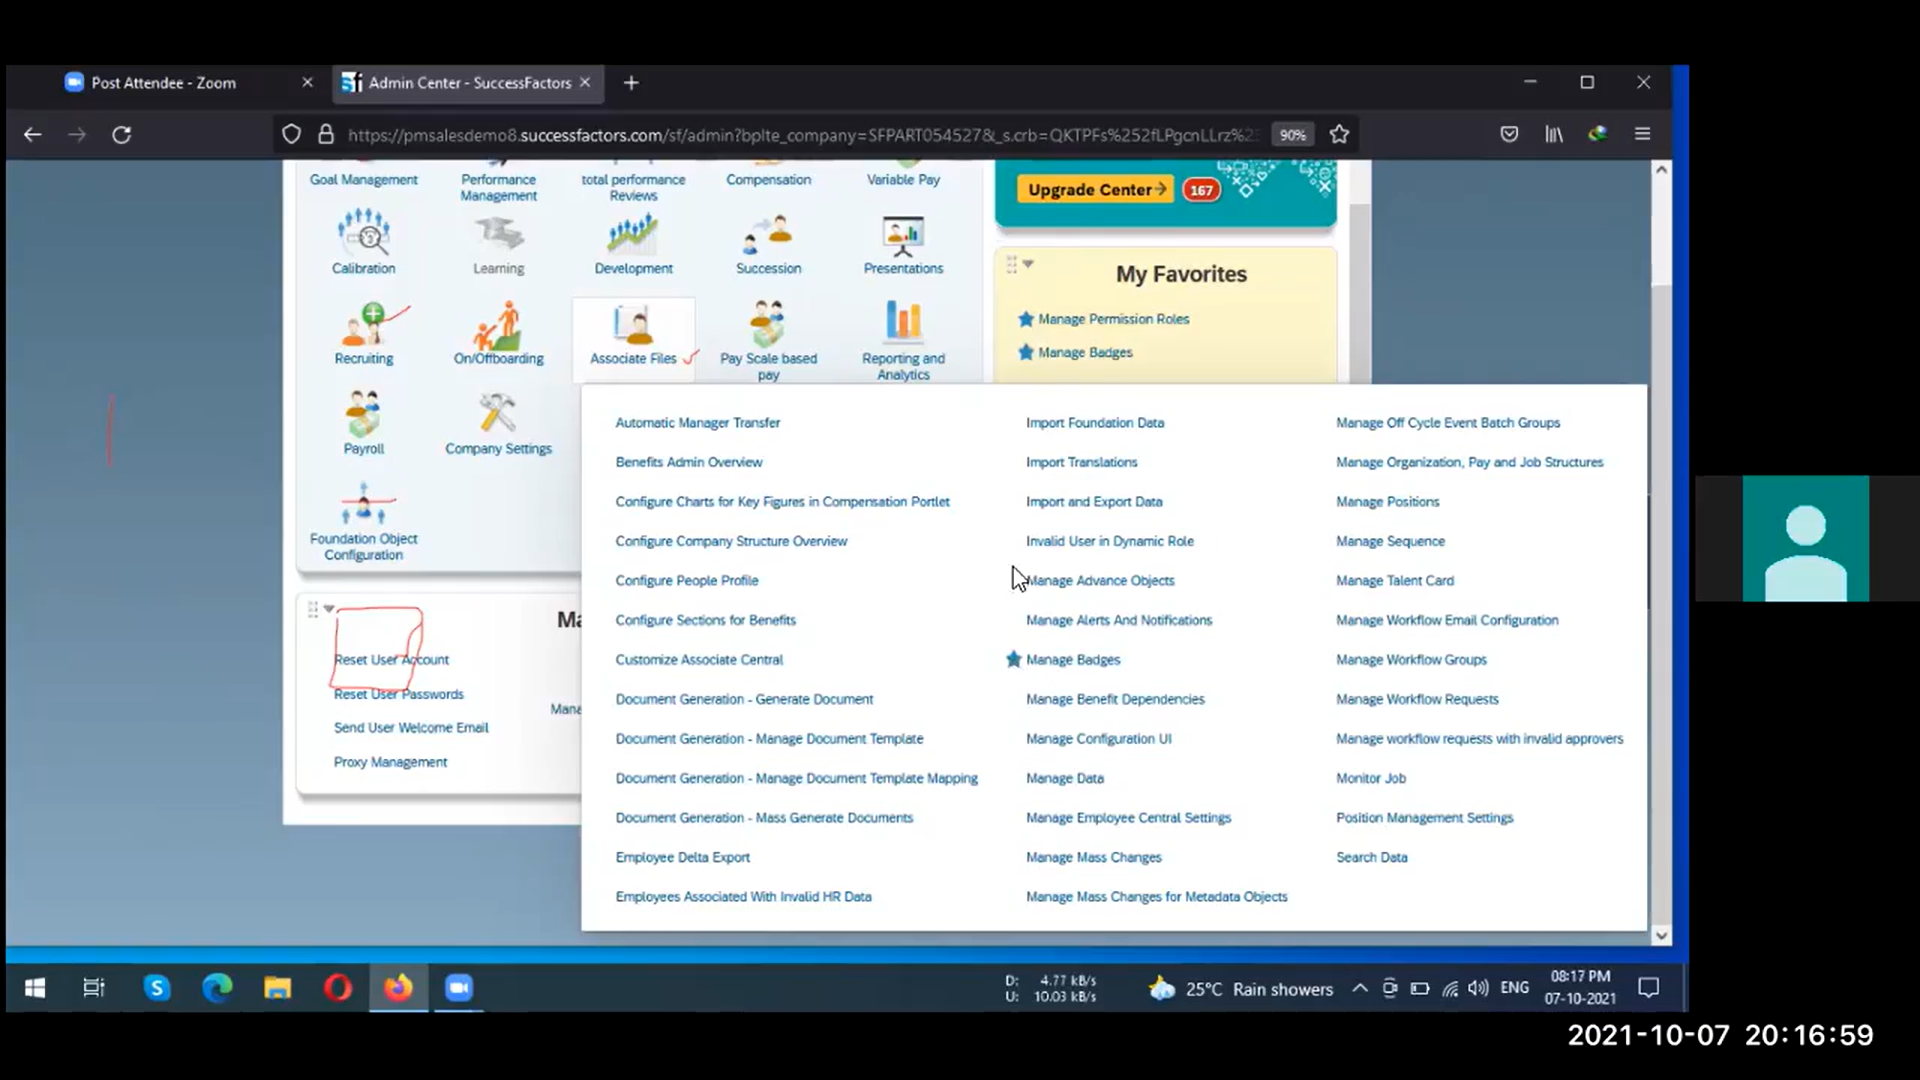 Post Attendee - Zoom
Admin Center - SuccessFactors
https://pmsalesdemo8.successfactors.com/sf/admin?bplte_company=SFPART054527&_s.crb=QKTPFs%252fLPgcnLLrz%2
90%
Goal Management
Performance Management
total performance Reviews
Compensation
Variable Pay
Calibration
Learning
Development
Succession
Presentations
Recruiting
On/Offboarding
Associate Files
Pay Scale based pay
Reporting and Analytics
Payroll
Company Settings
Foundation Object Configuration
Upgrade Center
167
My Favorites
Manage Permission Roles
Manage Badges
Ma
Reset User Account
Reset User Passwords
Send User Welcome Email
Proxy Management
Mana
Automatic Manager Transfer
Benefits Admin Overview
Configure Charts for Key Figures in Compensation Portlet
Configure Company Structure Overview
Configure People Profile
Configure Sections for Benefits
Customize Associate Central
Document Generation - Generate Document
Document Generation - Manage Document Template
Document Generation - Manage Document Template Mapping
Document Generation - Mass Generate Documents
Employee Delta Export
Employees Associated With Invalid HR Data
Import Foundation Data
Import Translations
Import and Export Data
Invalid User in Dynamic Role
Manage Advance Objects
Manage Alerts And Notifications
Manage Badges
Manage Benefit Dependencies
Manage Configuration UI
Manage Data
Manage Employee Central Settings
Manage Mass Changes
Manage Mass Changes for Metadata Objects
Manage Off Cycle Event Batch Groups
Manage Organization, Pay and Job Structures
Manage Positions
Manage Sequence
Manage Talent Card
Manage Workflow Email Configuration
Manage Workflow Groups
Manage Workflow Requests
Manage workflow requests with invalid approvers
Monitor Job
Position Management Settings
Search Data
D: 4.77 kB/s
U: 10.03 kB/s
25°C Rain showers
ENG
08:17 PM
07-10-2021
2021-10-07 20:16:59